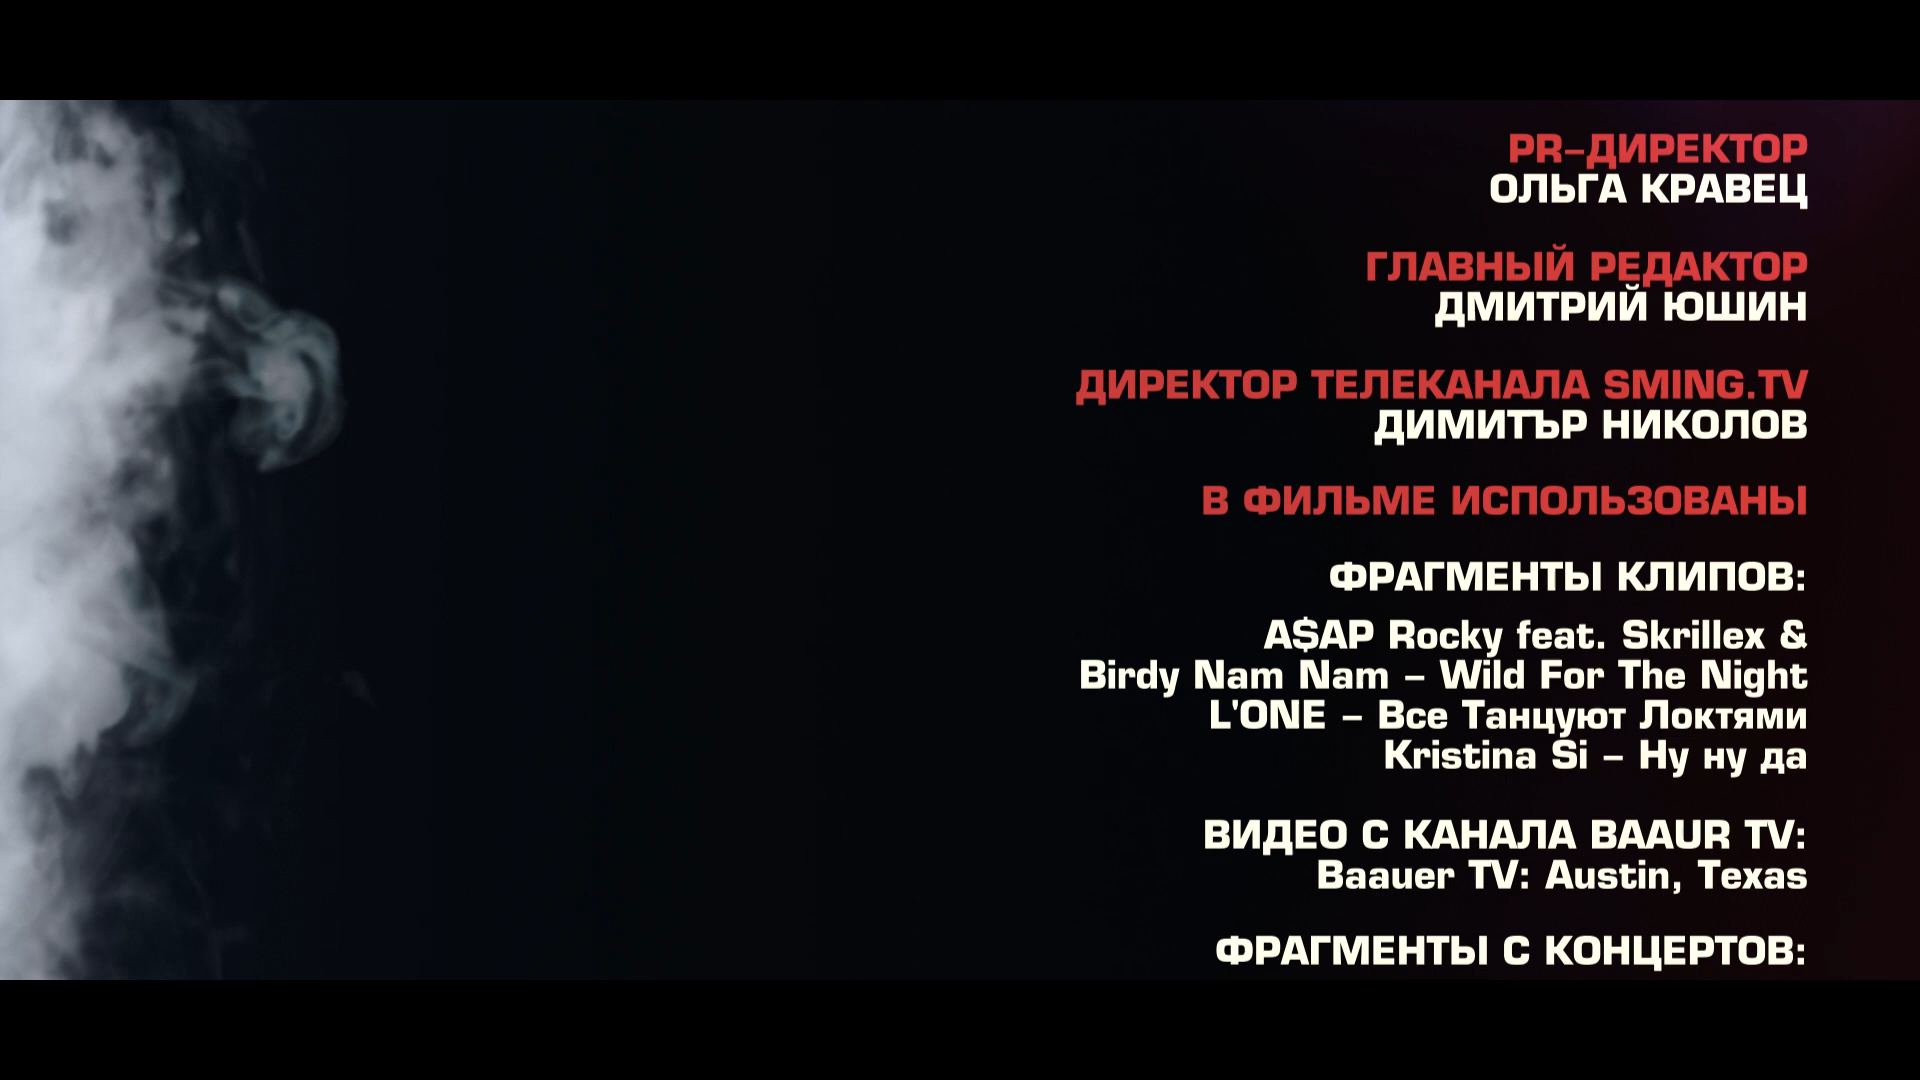 PR–ДИРЕКТОР
ОЛЬГА КРАВЕЦ
ГЛАВНЫЙ РЕДАКТОР
ДМИТРИЙ ЮШИН
ДИРЕКТОР ТЕЛЕКАНАЛА SMING.TV
ДИМИТЪР НИКОЛОВ
В ФИЛЬМЕ ИСПОЛЬЗОВАНЫ
ФРАГМЕНТЫ КЛИПОВ:
A$AP Rocky feat. Skrillex &
Birdy Nam Nam – Wild For The Night
L'ONE – Все Танцуют Локтями
Kristina Si – Ну ну да
ВИДЕО С КАНАЛА BAAUR TV:
Baauer TV: Austin, Texas
ФРАГМЕНТЫ С КОНЦЕРТОВ: